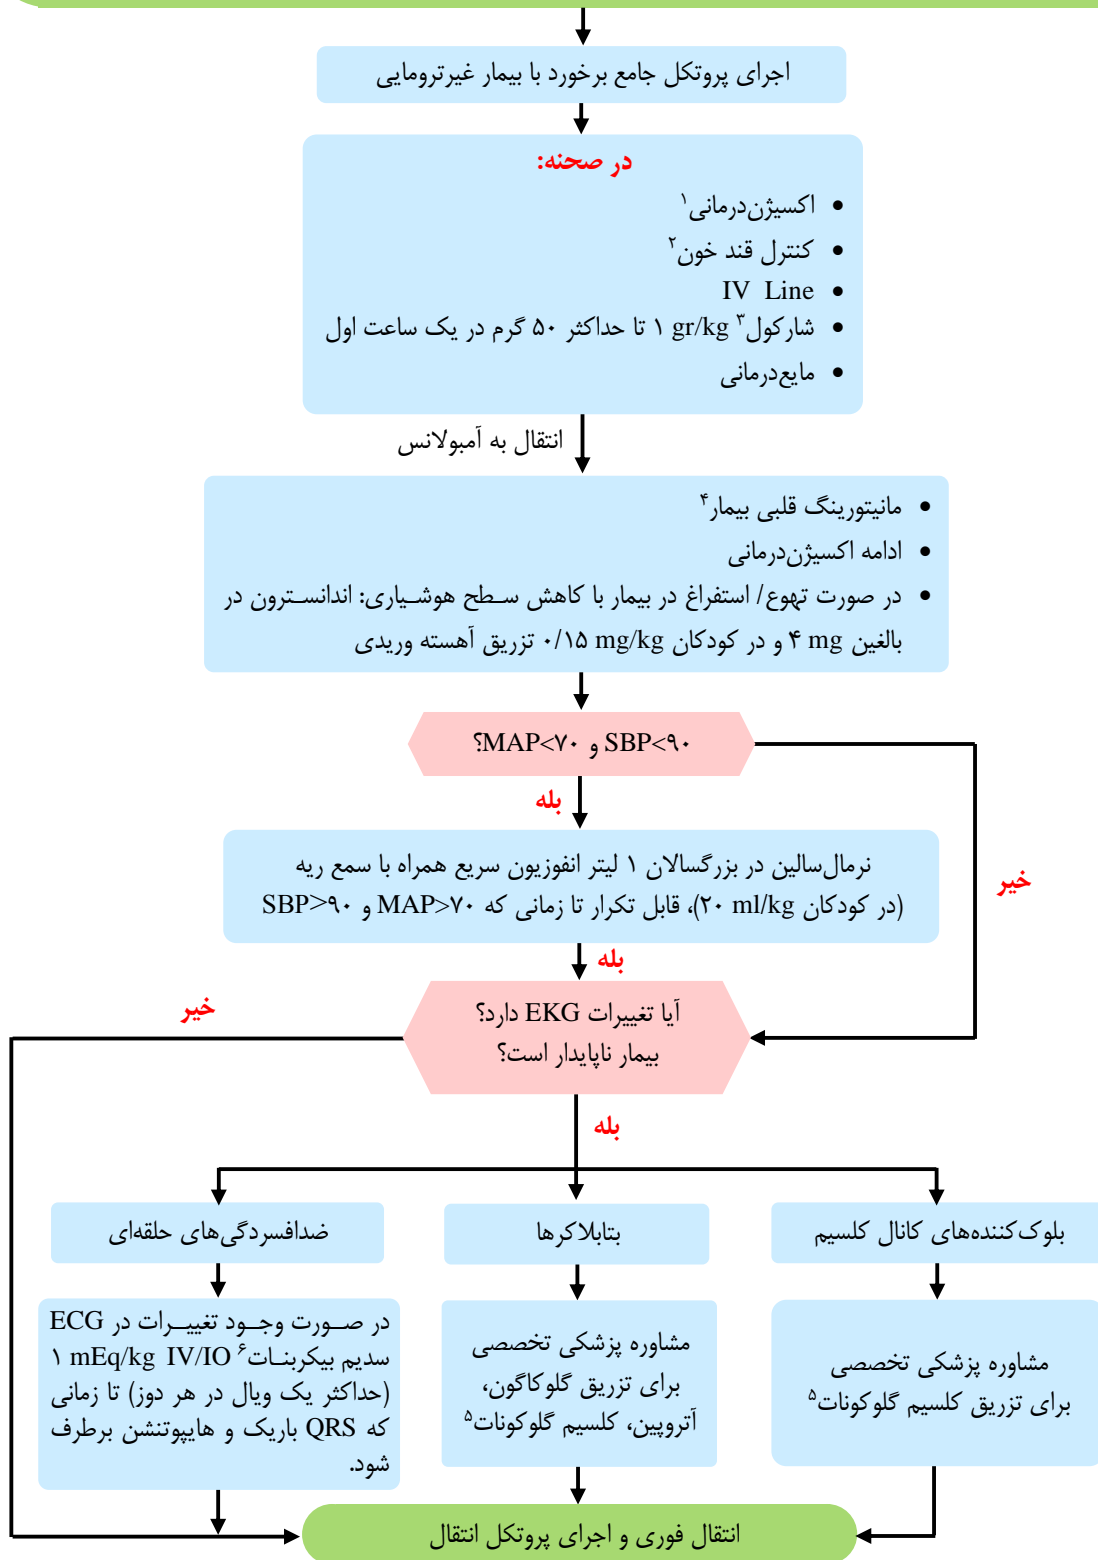 اجرای پروتکل جامع برخورد با بیمار غیرترومایی
در صحنه:
• اکسیژن‌درمانی۱
• کنترل قند خون۲
• IV Line
• شارکول۳ ۱ gr/kg تا حداکثر ۵۰ گرم در یک ساعت اول
• مایع‌درمانی
انتقال به آمبولانس
• مانیتورینگ قلبی بیمار۴
• ادامه اکسیژن‌درمانی
• در صورت تهوع/ استفراغ در بیمار با کاهش سطح هوشیاری: اندانسترون در
بالغین ۴ mg و در کودکان ۰/۱۵ mg/kg تزریق آهسته وریدی
SBP<۹۰ و MAP<۷۰؟
بله
خیر
نرمال‌سالین در بزرگسالان ۱ لیتر انفوزیون سریع همراه با سمع ریه
(در کودکان ۲۰ ml/kg)، قابل تکرار تا زمانی که MAP>۷۰ و SBP>۹۰
بله
آیا تغییرات EKG دارد؟
بیمار ناپایدار است؟
خیر
بله
بلوک‌کننده‌های کانال کلسیم
مشاوره پزشکی تخصصی
برای تزریق کلسیم گلوکونات۵
بتابلاکرها
مشاوره پزشکی تخصصی
برای تزریق گلوکاگون،
آتروپین، کلسیم گلوکونات۵
ضدافسردگی‌های حلقه‌ای
در صورت وجود تغییرات در ECG
سدیم بیکربنات۶ ۱ mEq/kg IV/IO
(حداکثر یک ویال در هر دوز) تا زمانی
که QRS باریک و هایپوتنشن برطرف
شود.
انتقال فوری و اجرای پروتکل انتقال